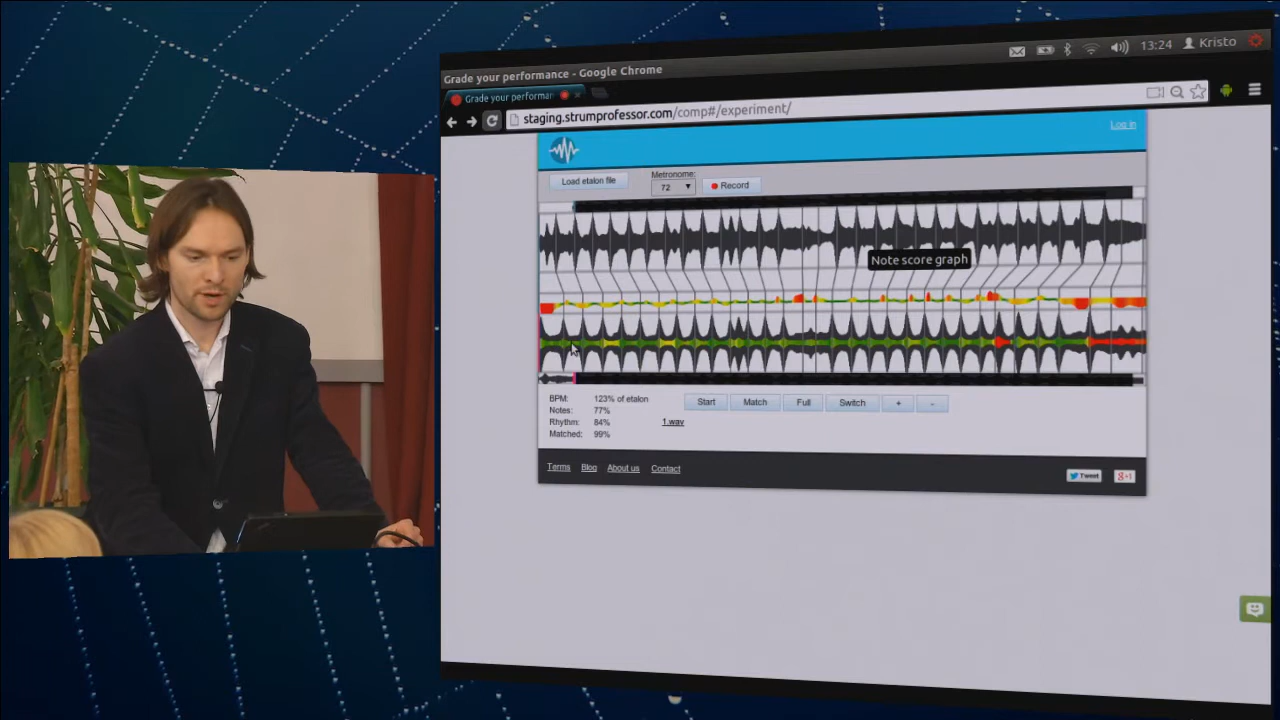 13:24 Kristo
Grade your performance - Google Chrome
Grade your performan
staging.strumprofessor.com/comp#/experiment/
Log in
Metronome:
Load etalon file 72 Record
Note score graph
BPM: 123% of etalon
Start Match Full Switch + -
Notes: 77%
Rhythm: 84% 1.wav
Matched: 99%
Terms Blog About us Contact
Tweet g+1